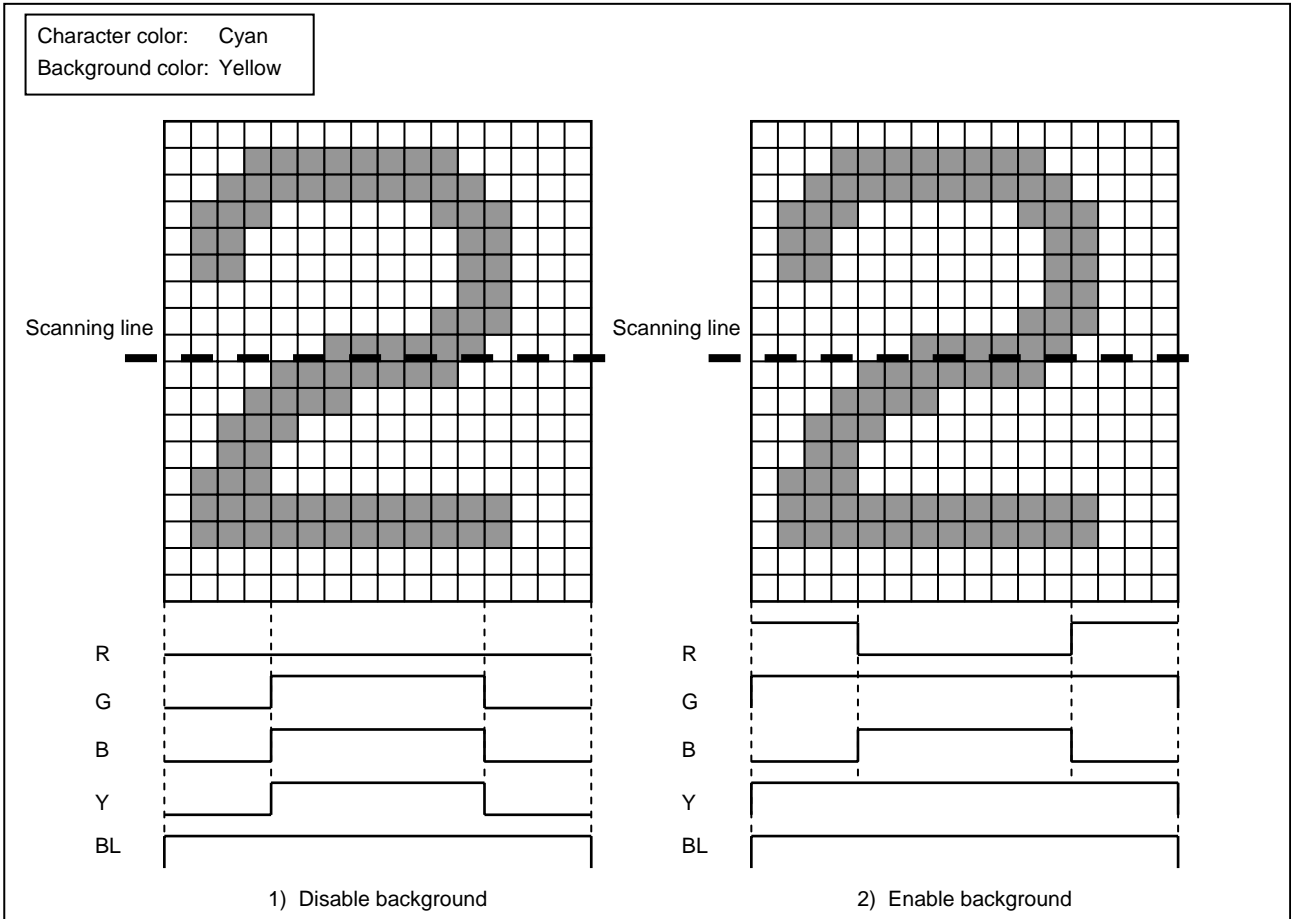 Character color: Cyan
Background color: Yellow
Scanning line
Scanning line
R
G
B
Y
BL
R
G
B
Y
BL
1) Disable background
2) Enable background